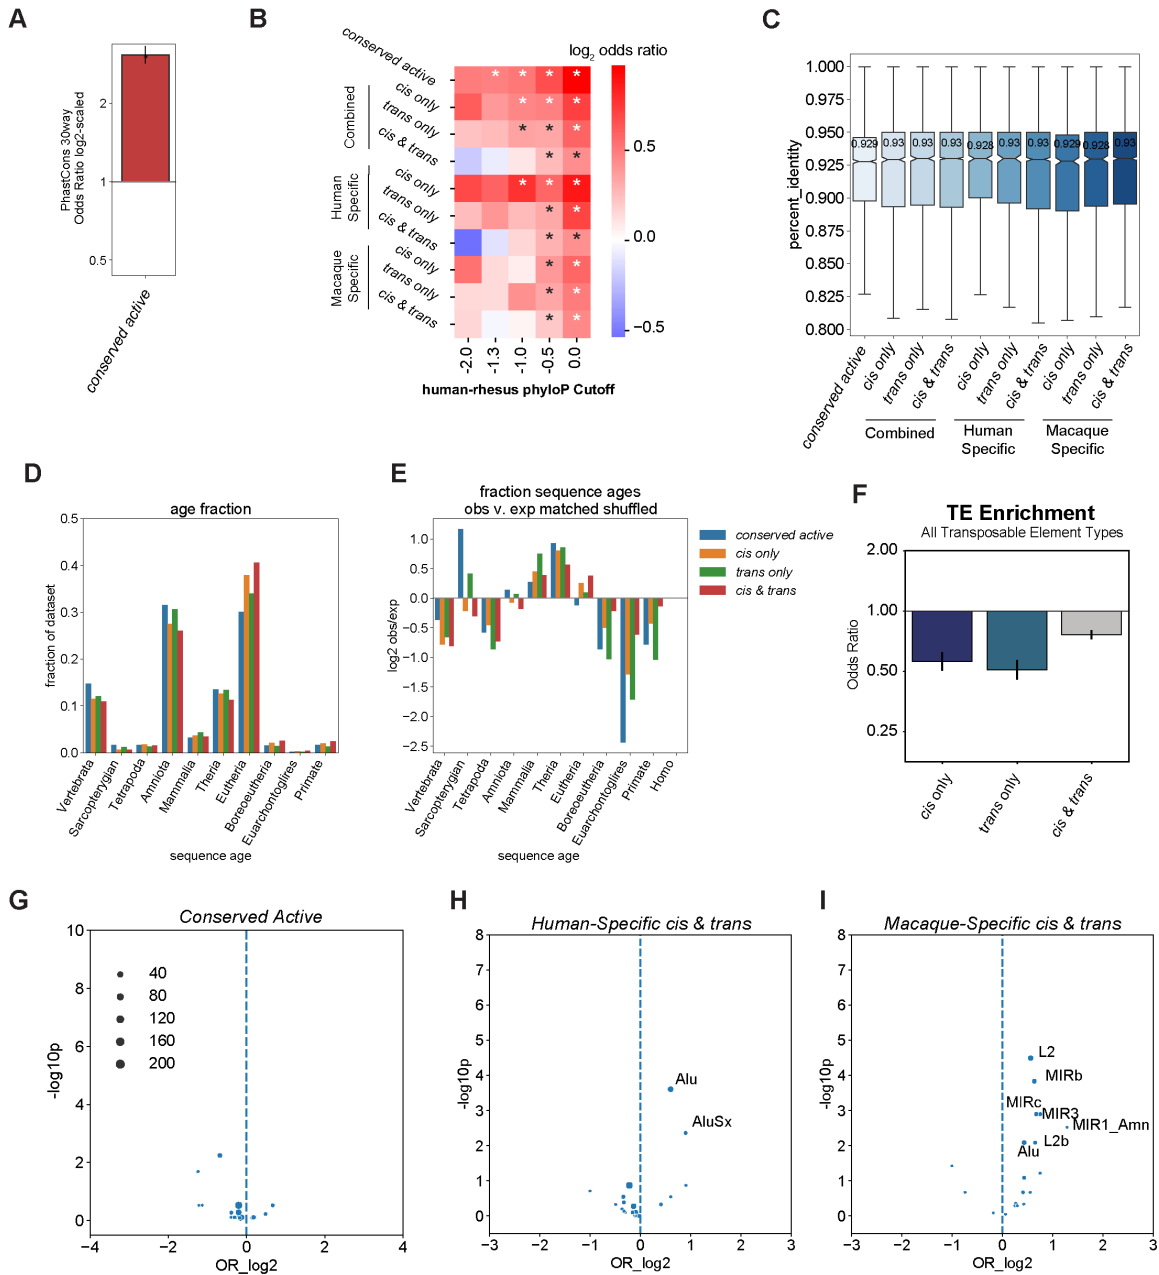 A
PhastCons 30way
Odds Ratio log2-scaled
2
1
0.5
conserved active
B
log2 odds ratio
conserved active
Combined
cis only
trans only
cis & trans
Human
Specific
cis only
trans only
cis & trans
Macaque
Specific
cis only
trans only
cis & trans
* * * *
* * *
* * *
* *
* * *
* *
* *
* *
* *
* *
-2.0 -1.3 -1.0 -0.5 0.0
human-rhesus phyloP Cutoff
0.5
0.0
−0.5
C
percent_identity
1.000
0.975
0.950
0.925
0.900
0.875
0.850
0.825
0.800
0.929 0.93 0.93 0.93 0.928 0.93 0.93 0.929 0.928 0.93
conserved active cis only trans only cis & trans cis only trans only cis & trans cis only trans only cis & trans
Combined
Human
Specific
Macaque
Specific
D
age fraction
fraction of dataset
0.5
0.4
0.3
0.2
0.1
0.0
Vertebrata Sarcopterygian Tetrapoda Amniota Mammalia Theria Eutheria Boreoeutheria Euarchontoglires Primate
sequence age
E
fraction sequence ages
obs v. exp matched shuffled
log2 obs/exp
1.0
0.5
0.0
−0.5
−1.0
−1.5
−2.0
−2.5
Vertebrata Sarcopterygian Tetrapoda Amniota Mammalia Theria Eutheria Boreoeutheria Euarchontoglires Primate Homo
sequence age
conserved active
cis only
trans only
cis & trans
F
TE Enrichment
All Transposable Element Types
Odds Ratio
2.00
1.00
0.50
0.25
cis only trans only cis & trans
G
Conserved Active
-log10p
10
8
6
4
2
0
40
80
120
160
200
−4 −2 0 2 4
OR_log2
H
Human-Specific cis & trans
-log10p
8
7
6
5
4
3
2
1
0
Alu
AluSx
−3 −2 −1 0 1 2 3
OR_log2
I
Macaque-Specific cis & trans
-log10p
8
7
6
5
4
3
2
1
0
L2
MIRb
MIRc
MIR3
MIR1_Amn
L2b
Alu
−3 −2 −1 0 1 2 3
OR_log2